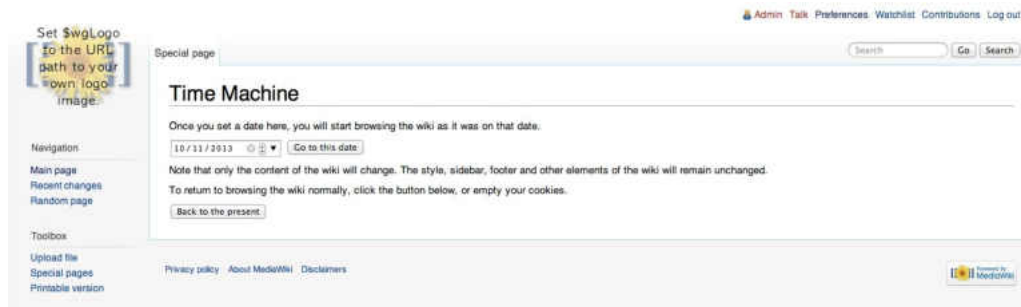 Admin Talk Preferences Watchlist Contributions Log out
Set $wgLogo
to the URL
path to your
own logo
image.
Special page
Search Go Search
Time Machine
Once you set a date here, you will start browsing the wiki as it was on that date.
10/11/2013 Go to this date
Note that only the content of the wiki will change. The style, sidebar, footer and other elements of the wiki will remain unchanged.
To return to browsing the wiki normally, click the button below, or empty your cookies.
Back to the present
Navigation
Main page
Recent changes
Random page
Toolbox
Upload file
Special pages
Printable version
Privacy policy About MediaWiki Disclaimers
Powered by
MediaWiki